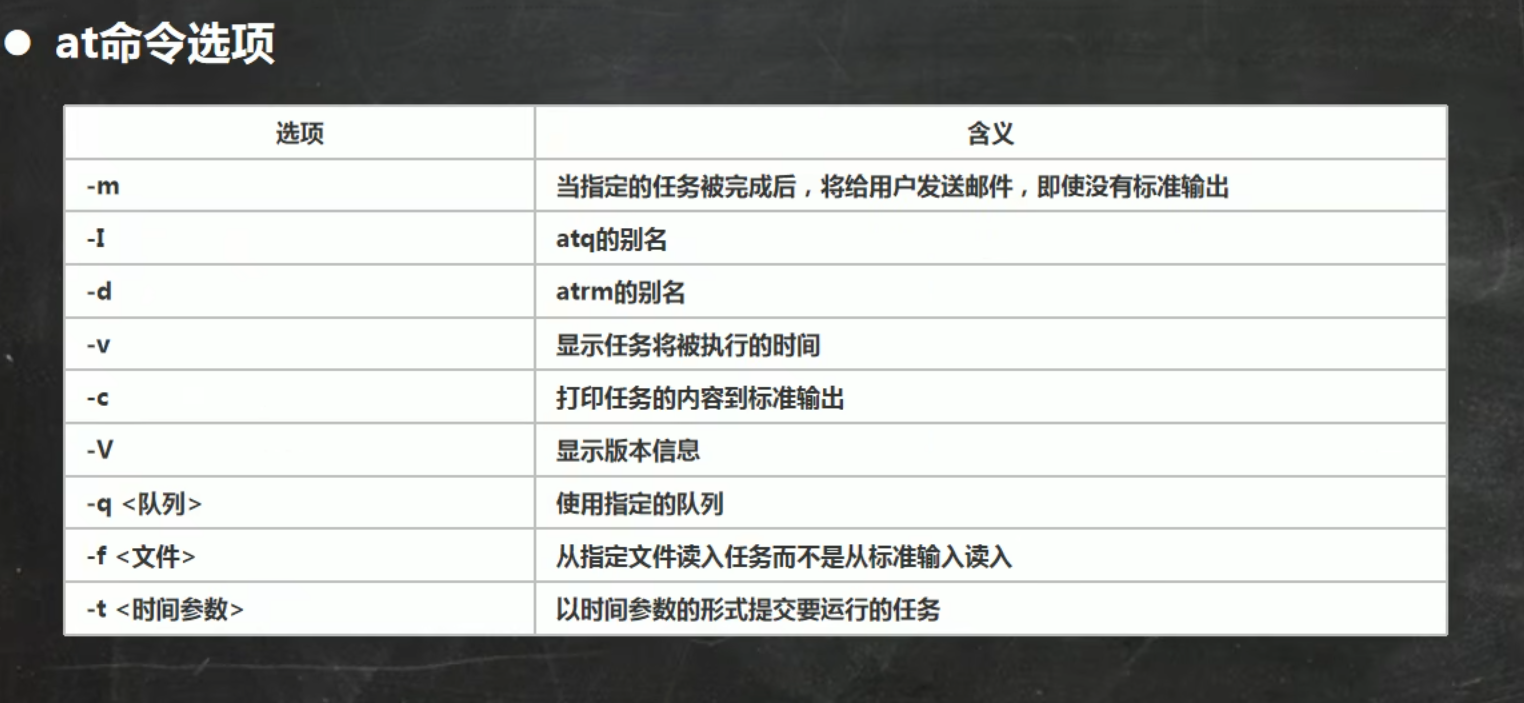 ● at命令选项
选项 含义
-m 当指定的任务被完成后，将给用户发送邮件，即使没有标准输出
-I atq的别名
-d atrm的别名
-v 显示任务将被执行的时间
-c 打印任务的内容到标准输出
-V 显示版本信息
-q <队列> 使用指定的队列
-f <文件> 从指定文件读入任务而不是从标准输入读入
-t <时间参数> 以时间参数的形式提交要运行的任务